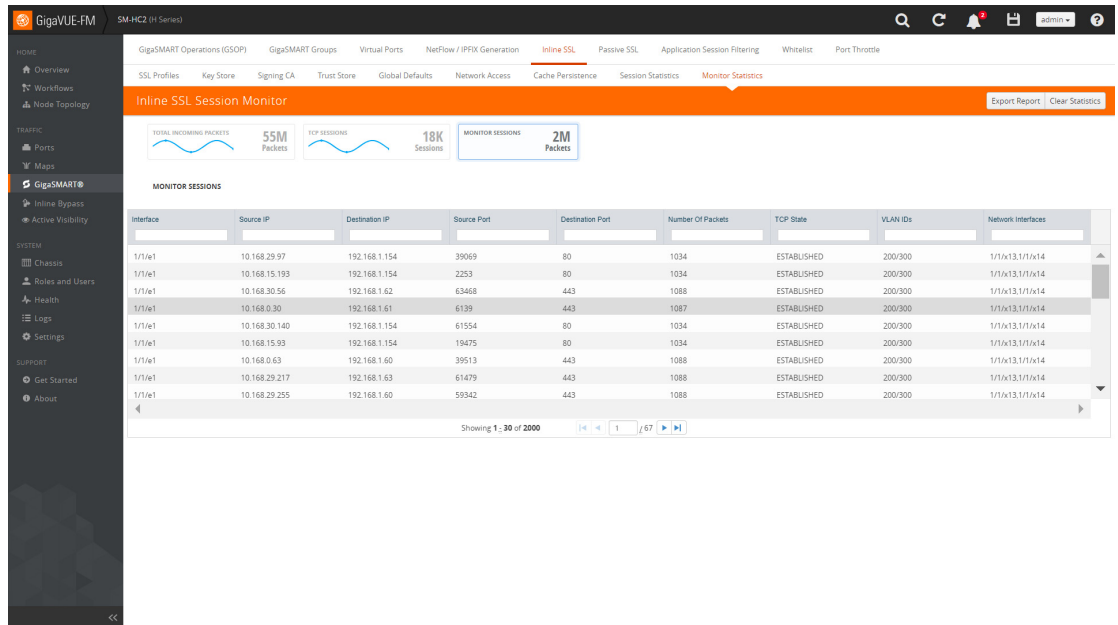 GigaVUE-FM SM-HC2 (H Series) 2 admin
HOME
Overview
Workflows
Node Topology
TRAFFIC
Ports
Maps
GigaSMART®
Inline Bypass
Active Visibility
SYSTEM
Chassis
Roles and Users
Health
Logs
Settings
SUPPORT
Get Started
About
GigaSMART Operations (GSOP) GigaSMART Groups Virtual Ports NetFlow / IPFIX Generation Inline SSL Passive SSL Application Session Filtering Whitelist Port Throttle
SSL Profiles Key Store Signing CA Trust Store Global Defaults Network Access Cache Persistence Session Statistics Monitor Statistics
Inline SSL Session Monitor Export Report Clear Statistics
TOTAL INCOMING PACKETS 55M Packets
TCP SESSIONS 18K Sessions
MONITOR SESSIONS 2M Packets
MONITOR SESSIONS
Interface Source IP Destination IP Source Port Destination Port Number Of Packets TCP State VLAN IDs Network Interfaces
1/1/e1 10.168.29.97 192.168.1.154 39069 80 1034 ESTABLISHED 200/300 1/1/x13,1/1/x14
1/1/e1 10.168.15.193 192.168.1.154 2253 80 1034 ESTABLISHED 200/300 1/1/x13,1/1/x14
1/1/e1 10.168.30.56 192.168.1.62 63468 443 1088 ESTABLISHED 200/300 1/1/x13,1/1/x14
1/1/e1 10.168.0.30 192.168.1.61 6139 443 1087 ESTABLISHED 200/300 1/1/x13,1/1/x14
1/1/e1 10.168.30.140 192.168.1.154 61554 80 1034 ESTABLISHED 200/300 1/1/x13,1/1/x14
1/1/e1 10.168.15.93 192.168.1.154 19475 80 1034 ESTABLISHED 200/300 1/1/x13,1/1/x14
1/1/e1 10.168.0.63 192.168.1.60 39513 443 1088 ESTABLISHED 200/300 1/1/x13,1/1/x14
1/1/e1 10.168.29.217 192.168.1.63 61479 443 1088 ESTABLISHED 200/300 1/1/x13,1/1/x14
1/1/e1 10.168.29.255 192.168.1.60 59342 443 1088 ESTABLISHED 200/300 1/1/x13,1/1/x14
Showing 1 - 30 of 2000 1 / 67